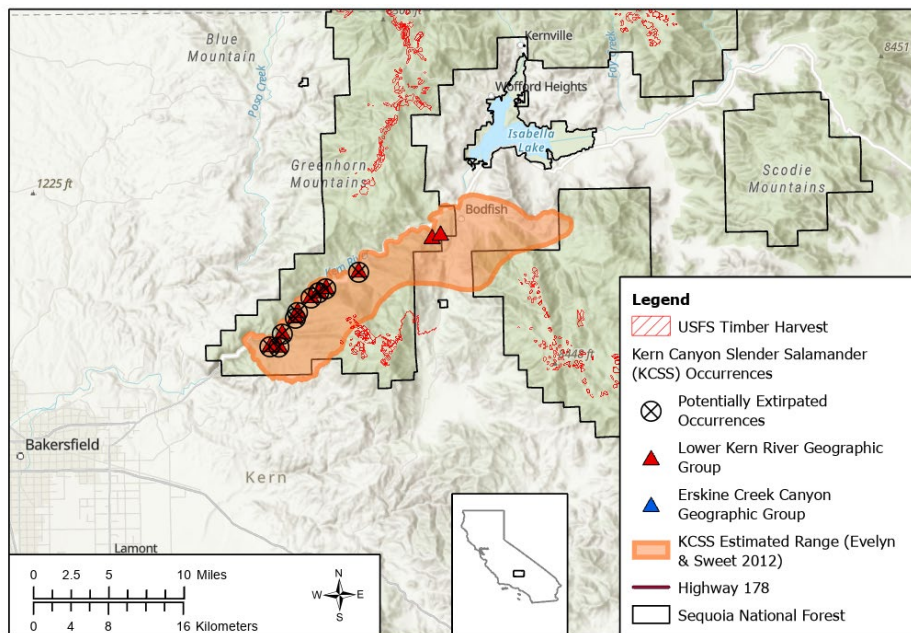 Blue
Mountain
Kernville
8451
Poso Creek
Wofford Heights
Isabella
Lake
Greenhorn
Mountains
Scodie
Mountains
1225 ft
Bodfish
Bakersfield
Kern
Lamont
Legend
USFS Timber Harvest
Kern Canyon Slender Salamander
(KCSS) Occurrences
Potentially Extirpated
Occurrences
Lower Kern River Geographic
Group
Erskine Creek Canyon
Geographic Group
KCSS Estimated Range (Evelyn
& Sweet 2012)
Highway 178
Sequoia National Forest
0 2.5 5 10 Miles
0 4 8 16 Kilometers
N
W E
S